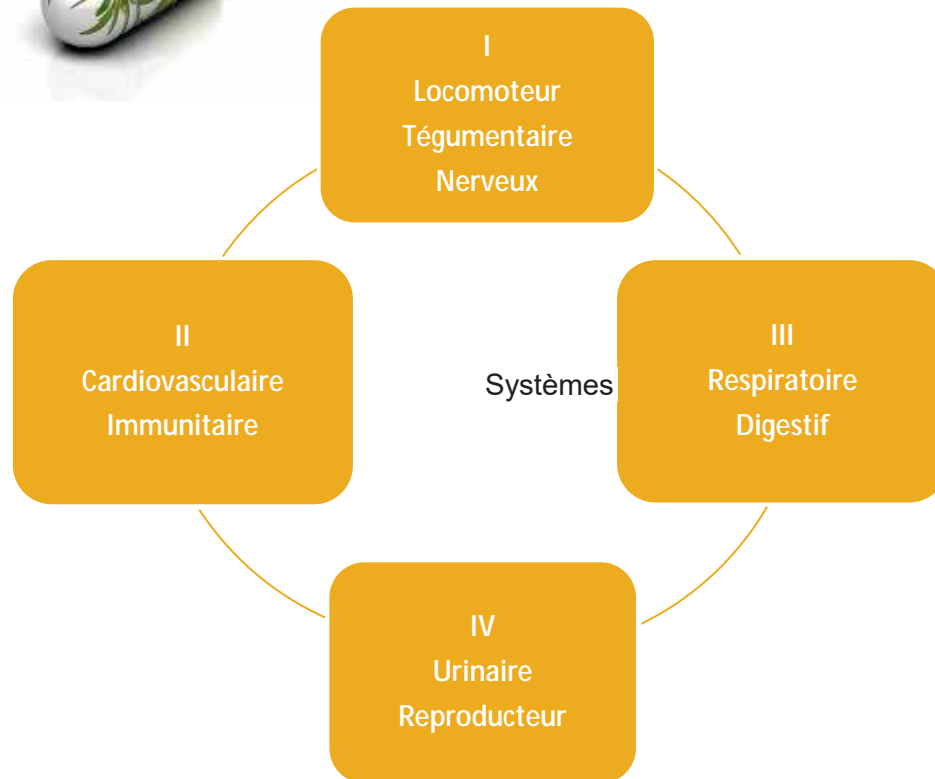 I
Locomoteur
Tégumentaire
Nerveux
II
Cardiovasculaire
Immunitaire
Systèmes
III
Respiratoire
Digestif
IV
Urinaire
Reproducteur